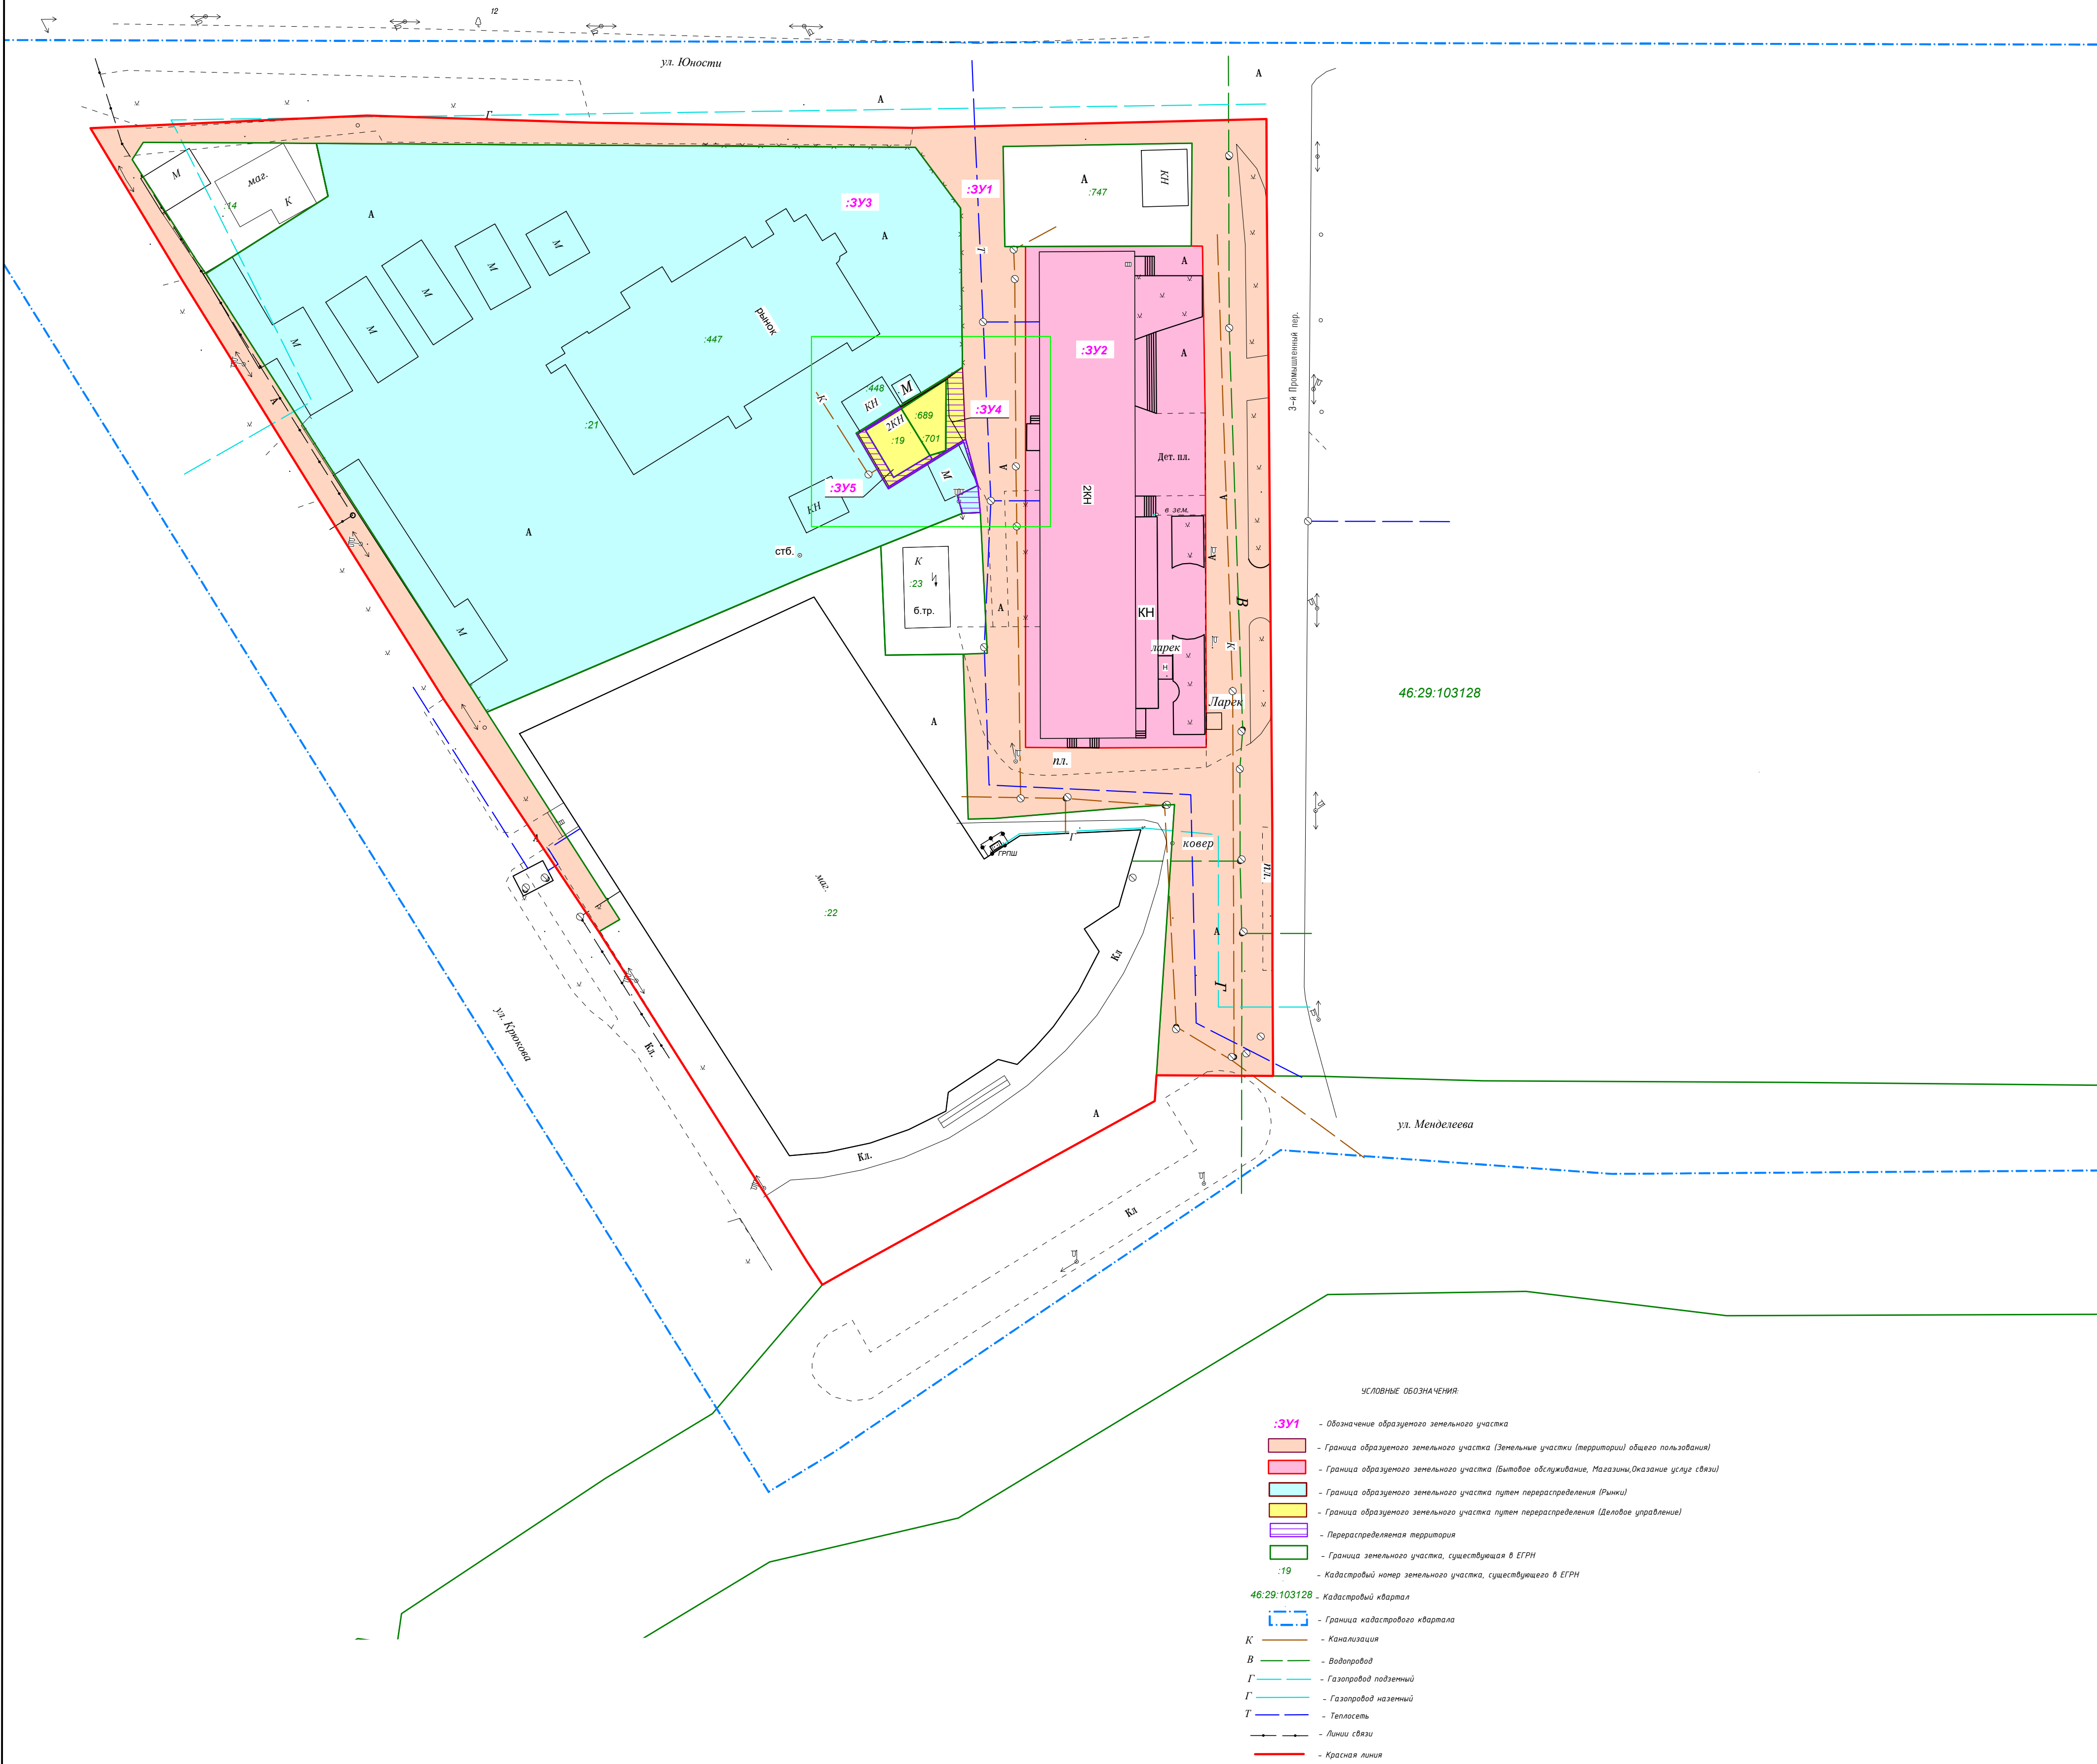 12
ул. Юности
А
А
Г
М
маг.
К
:14
А
:ЗУ3
А
:ЗУ1
А
:747
КН
Т
А
М
М
М
М
М
рынок
:447
:21
:ЗУ2
А
3-й Промышленный пер.
:448
М
КН
2КН
:689
:701
:19
:ЗУ4
К
:ЗУ5
М
КН
А
А
2КН
Дет. пл.
в зем.
А
А
А
стб.
К
:23
б.тр.
А
КН
В
К
ларек
н
Ларек
М
А
пл.
46:29:103128
ГРПШ
Г
ковер
пл.
маг.
:22
А
Кл
Г
ул. Крюкова
Кл.
А
Кл.
Кл
ул. Менделеева
УСЛОВНЫЕ ОБОЗНАЧЕНИЯ:
:ЗУ1 - Обозначение образуемого земельного участка
- Граница образуемого земельного участка (Земельные участки (территории) общего пользования)
- Граница образуемого земельного участка (Бытовое обслуживание, Магазины,Оказание услуг связи)
- Граница образуемого земельного участка путем перераспределения (Рынки)
- Граница образуемого земельного участка путем перераспределения (Деловое управление)
- Перераспределяемая территория
- Граница земельного участка, существующая в ЕГРН
:19 - Кадастровый номер земельного участка, существующего в ЕГРН
46:29:103128 - Кадастровый квартал
- Граница кадастрового квартала
К - Канализация
В - Водопровод
Г - Газопровод подземный
Г - Газопровод наземный
Т - Теплосеть
- Линии связи
- Красная линия